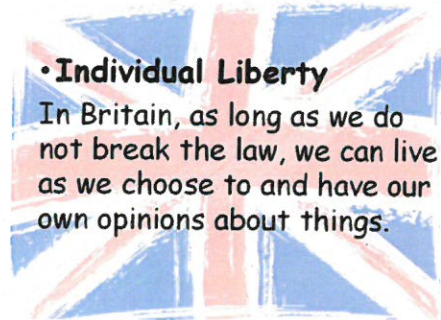 •Individual Liberty
In Britain, as long as we do
not break the law, we can live
as we choose to and have our
own opinions about things.